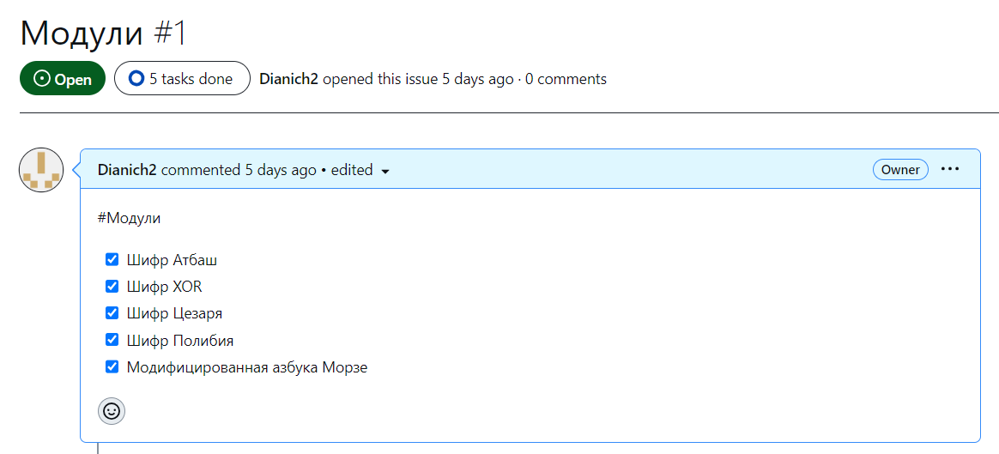 Модули #1
Open 5 tasks done Dianich2 opened this issue 5 days ago · 0 comments
Dianich2 commented 5 days ago • edited Owner ...
#Модули
Шифр Атбаш
Шифр XOR
Шифр Цезаря
Шифр Полибия
Модифицированная азбука Морзе